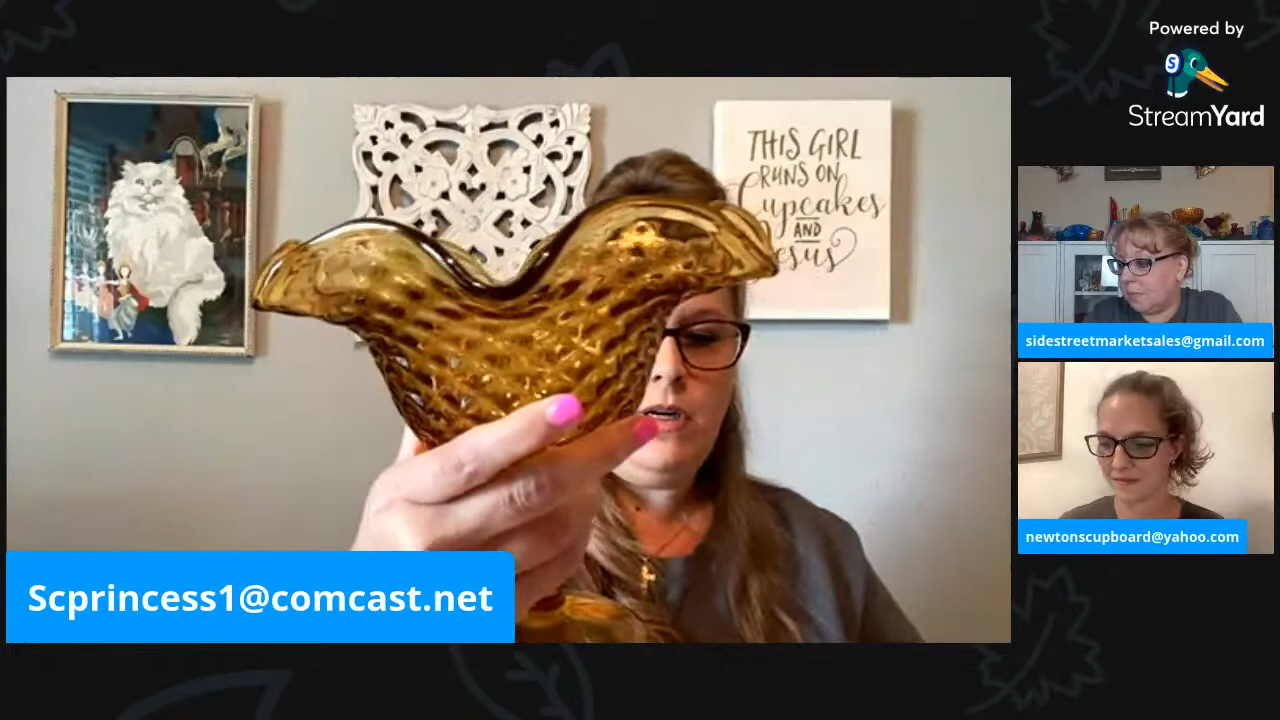 Powered by
S
StreamYard
THIS GIRL
RUNS ON
Cupcakes
AND
Jesus
sidestreetmarketsales@gmail.com
newtonscupboard@yahoo.com
Scprincess1@comcast.net